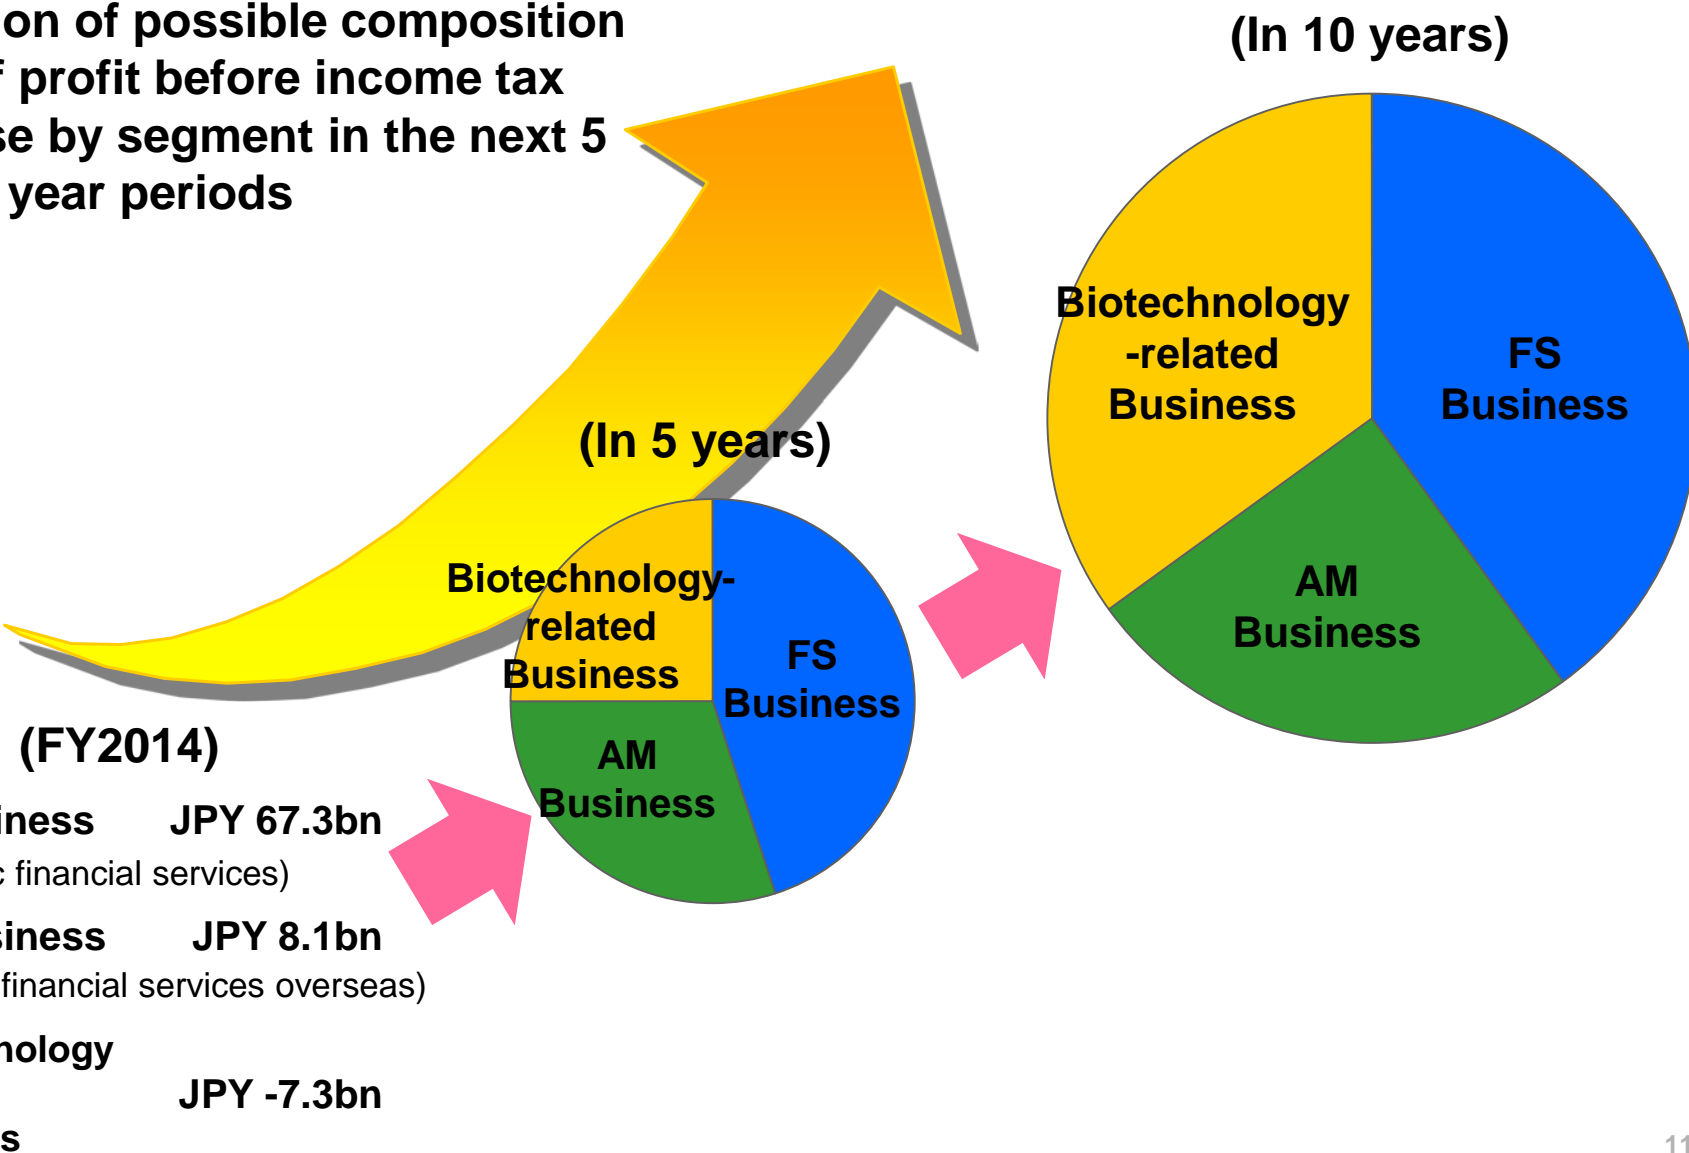 on of possible composition
f profit before income tax
se by segment in the next 5
year periods
(In 10 years)
Biotechnology
-related
Business
FS
Business
AM
Business
(In 5 years)
Biotechnology-
related
Business
FS
Business
AM
Business
(FY2014)
iness JPY 67.3bn
c financial services)
siness JPY 8.1bn
financial services overseas)
nology
JPY -7.3bn
s
11